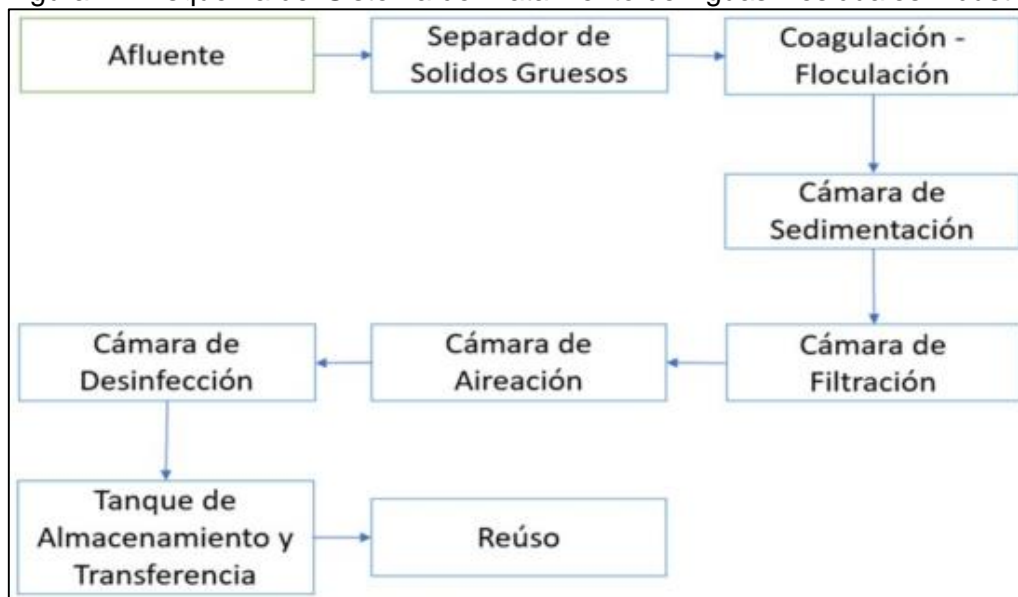 Afluente
Separador de
Solidos Gruesos
Coagulación -
Floculación
Cámara de
Sedimentación
Cámara de
Desinfección
Cámara de
Aireación
Cámara de
Filtración
Tanque de
Almacenamiento y
Transferencia
Reúso